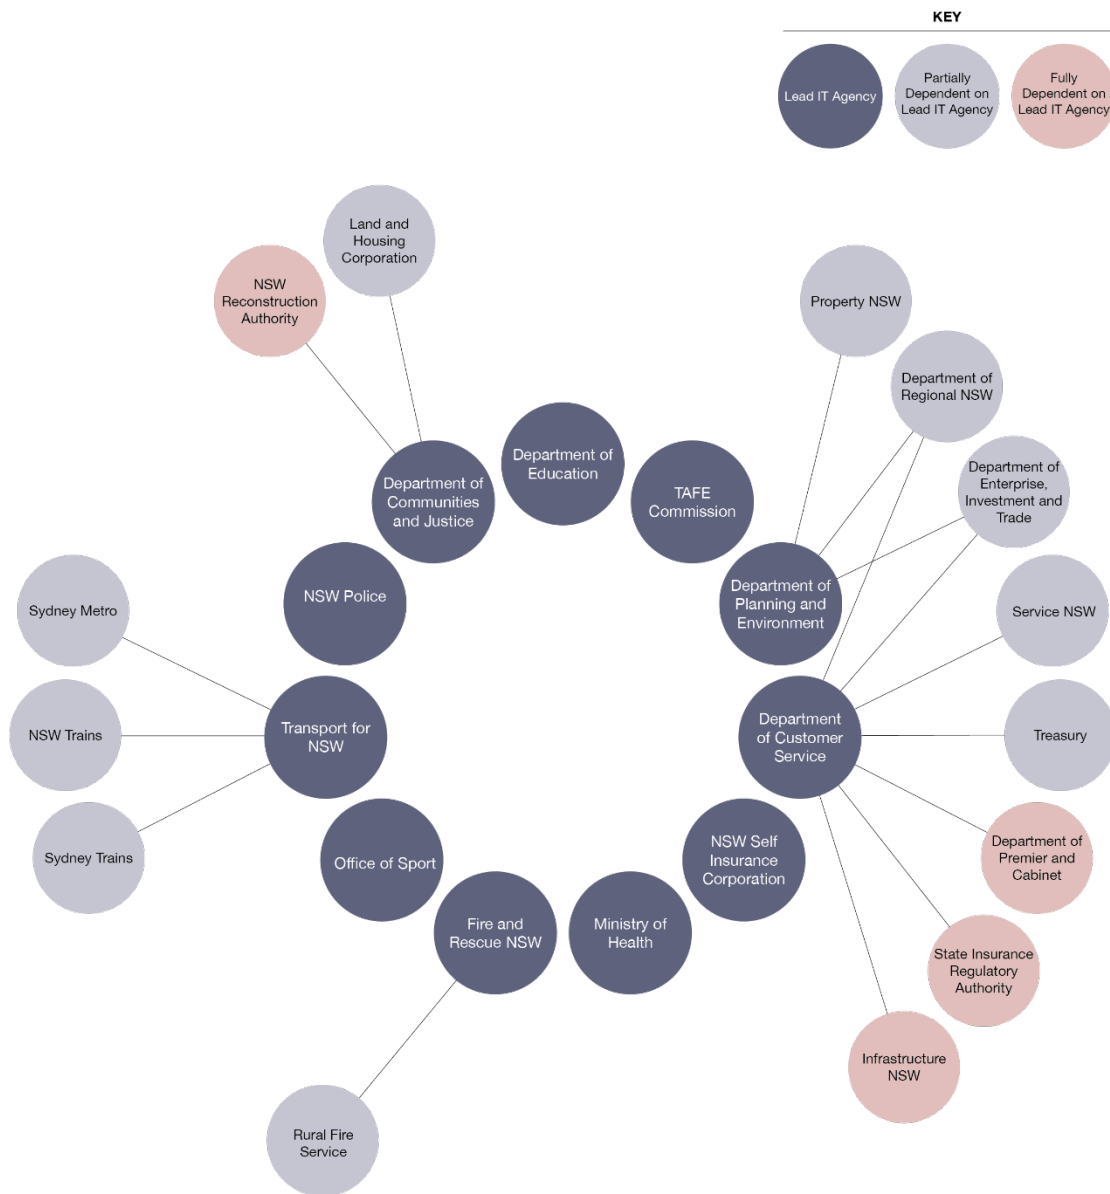 KEY
Lead IT Agency
Partially
Dependent on
Lead IT Agency
Fully
Dependent on
Lead IT Agency
Land and
Housing
Corporation
NSW
Reconstruction
Authority
Property NSW
Department of
Regional NSW
Department of
Enterprise,
Investment and
Trade
Department of
Education
Department of
Communities
and Justice
TAFE
Commission
NSW Police
Department of
Planning and
Environment
Sydney Metro
Service NSW
NSW Trains
Transport for
NSW
Department
of Customer
Service
Treasury
Sydney Trains
Office of Sport
NSW Self
Insurance
Corporation
Department of
Premier and
Cabinet
Fire and
Rescue NSW
Ministry of
Health
State Insurance
Regulatory
Authority
Infrastructure
NSW
Rural Fire
Service